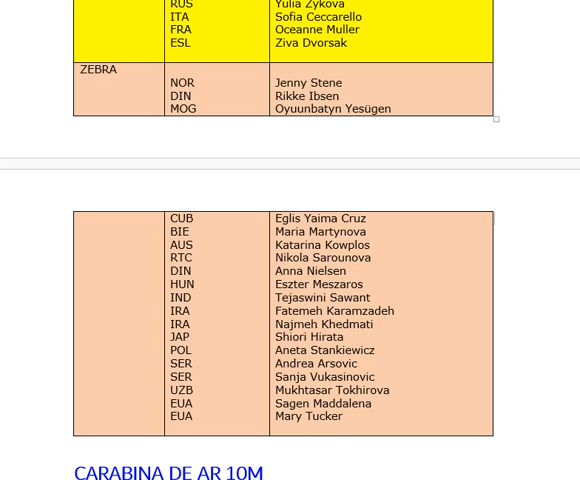 RUS Yulia Zykova
ITA Sofia Ceccarello
FRA Oceanne Muller
ESL Ziva Dvorsak
ZEBRA
NOR Jenny Stene
DIN Rikke Ibsen
MOG Oyuunbatyn Yesügen
CUB Eglis Yaima Cruz
BIE Maria Martynova
AUS Katarina Kowplos
RTC Nikola Sarounova
DIN Anna Nielsen
HUN Eszter Meszaros
IND Tejaswini Sawant
IRA Fatemeh Karamzadeh
IRA Najmeh Khedmati
JAP Shiori Hirata
POL Aneta Stankiewicz
SER Andrea Arsovic
SER Sanja Vukasinovic
UZB Mukhtasar Tokhirova
EUA Sagen Maddalena
EUA Mary Tucker
CARABINA DE AR 10M